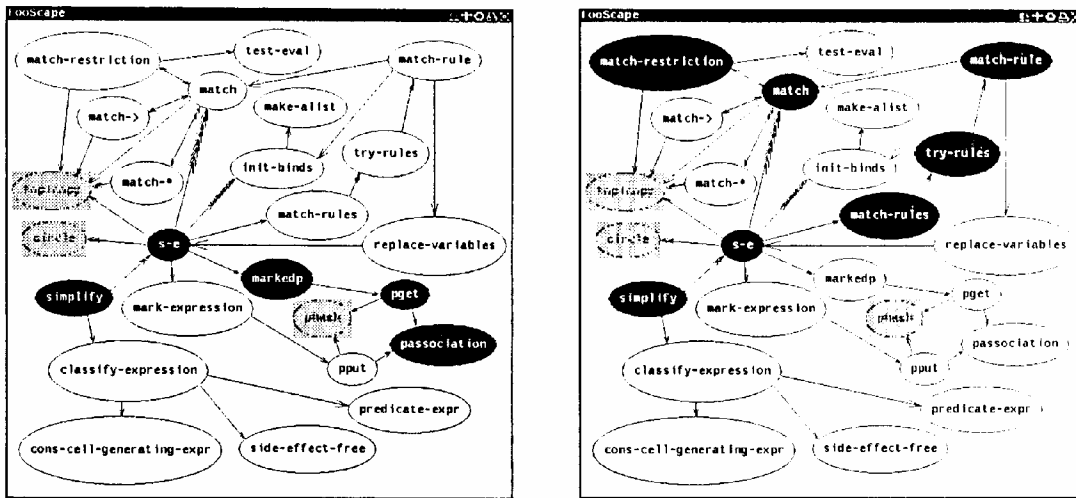 FooScape
match-restriction
test-eval
match-rule
match
match->
make-alist
try-rules
match-*
init-binds
match-rules
circle
s-e
replace-variables
markedp
simplify
pget
mark-expression
passociation
pput
classify-expression
predicate-expr
cons-cell-generating-expr
side-effect-free
FooScape
match-restriction
test-eval
match-rule
match
match->
make-alist
try-rules
match-*
init-binds
match-rules
circle
s-e
replace-variables
markedp
simplify
pget
mark-expression
passociation
pput
classify-expression
predicate-expr
cons-cell-generating-expr
side-effect-free